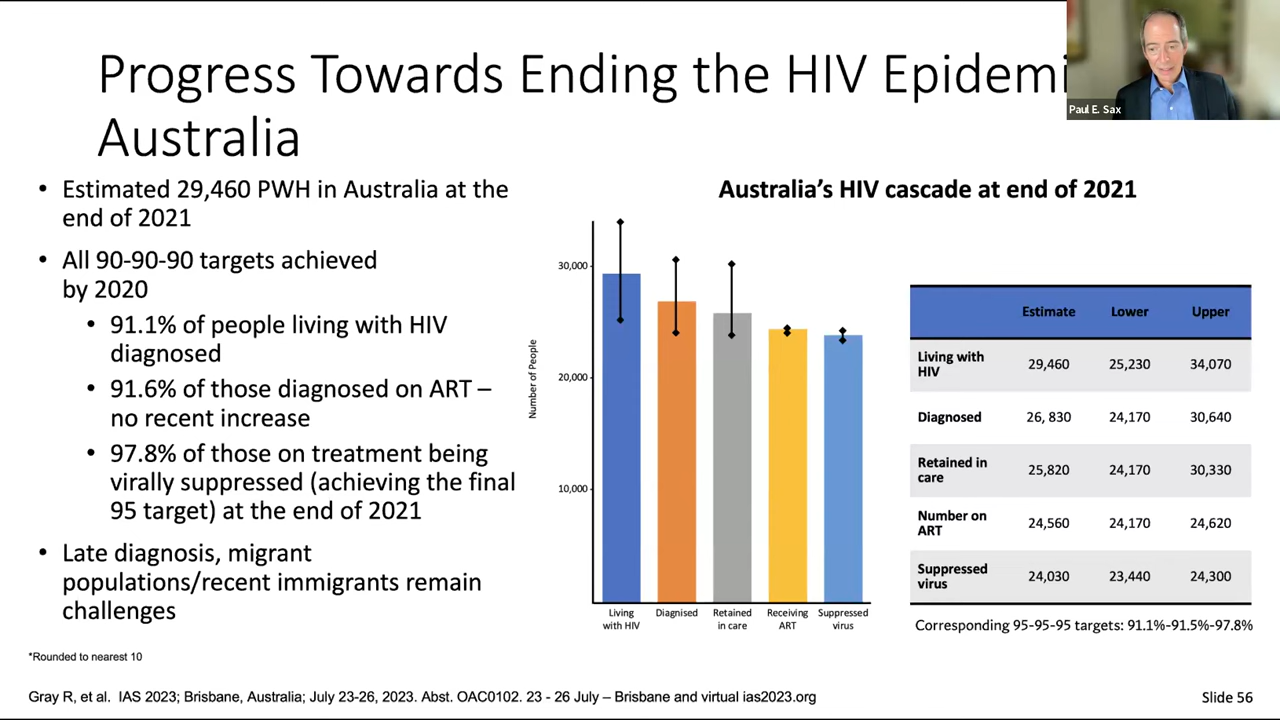 Progress Towards Ending the HIV Epidemi
Australia
Paul E. Sax
• Estimated 29,460 PWH in Australia at the
end of 2021
• All 90-90-90 targets achieved
by 2020
• 91.1% of people living with HIV
diagnosed
• 91.6% of those diagnosed on ART –
no recent increase
• 97.8% of those on treatment being
virally suppressed (achieving the final
95 target) at the end of 2021
• Late diagnosis, migrant
populations/recent immigrants remain
challenges
Australia’s HIV cascade at end of 2021
Number of People
30,000
20,000
10,000
Living
with HIV
Diagnised
Retained
in care
Receiving
ART
Suppressed
virus
Estimate Lower Upper
Living with
HIV
29,460 25,230 34,070
Diagnosed 26, 830 24,170 30,640
Retained in
care
25,820 24,170 30,330
Number on
ART
24,560 24,170 24,620
Suppressed
virus
24,030 23,440 24,300
Corresponding 95-95-95 targets: 91.1%-91.5%-97.8%
*Rounded to nearest 10
Gray R, et al. IAS 2023; Brisbane, Australia; July 23-26, 2023. Abst. OAC0102. 23 - 26 July – Brisbane and virtual ias2023.org
Slide 56